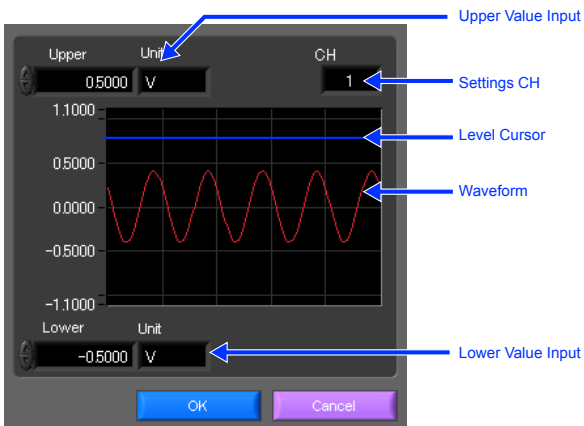 Upper Value Input
Upper Unit CH
0.5000 V 1
Settings CH
1.1000
Level Cursor
0.5000
Waveform
0.0000
−0.5000
−1.1000
Lower Unit
−0.5000 V
Lower Value Input
OK Cancel